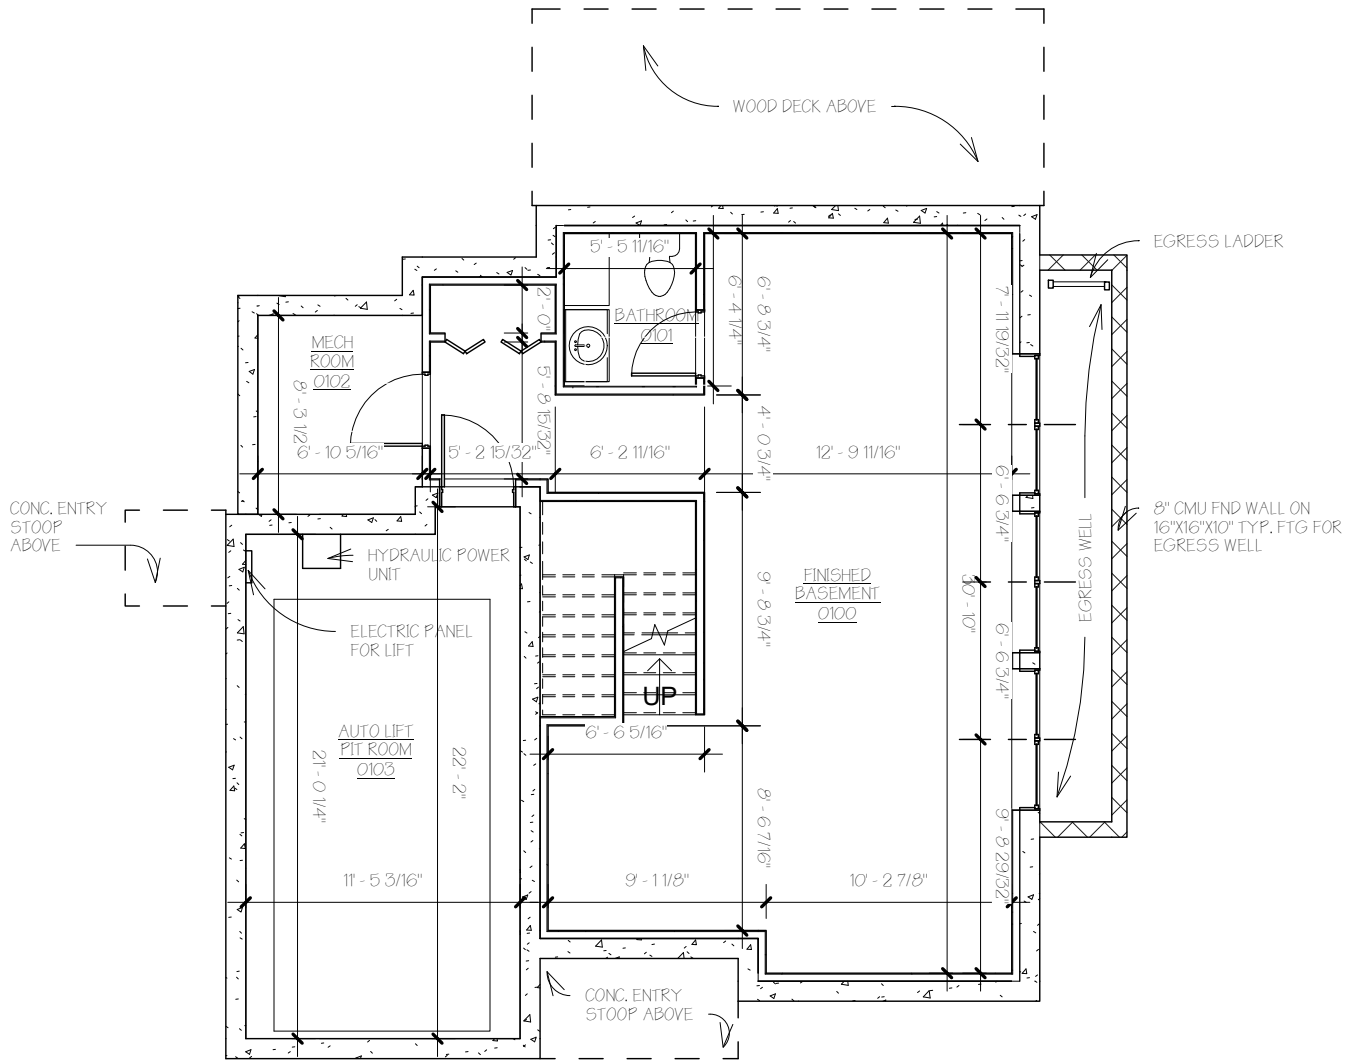 WOOD DECK ABOVE
EGRESS LADDER
5' - 5 11/16"
2' - 0"
6' - 4 1/4"
6' - 8 3/4"
7' - 11 19/32"
BATHROOM
0101
MECH
ROOM
0102
8' - 3 1/2"
5' - 8 15/32"
4' - 0 3/4"
6' - 10 5/16"
5' - 2 15/32"
6' - 2 11/16"
12' - 9 11/16"
6' - 6 3/4"
CONC. ENTRY
STOOP
ABOVE
8" CMU FND WALL ON
16"X16"X10" TYP. FTG FOR
EGRESS WELL
HYDRAULIC POWER
UNIT
EGRESS WELL
FINISHED
BASEMENT
0100
9' - 8 3/4"
30' - 10"
ELECTRIC PANEL
FOR LIFT
6' - 6 3/4"
UP
6' - 6 5/16"
AUTO LIFT
PIT ROOM
0103
21' - 0 1/4"
22' - 2"
8' - 6 7/16"
9' - 8 29/32"
11' - 5 3/16"
9' - 1 1/8"
10' - 2 7/8"
CONC. ENTRY
STOOP ABOVE